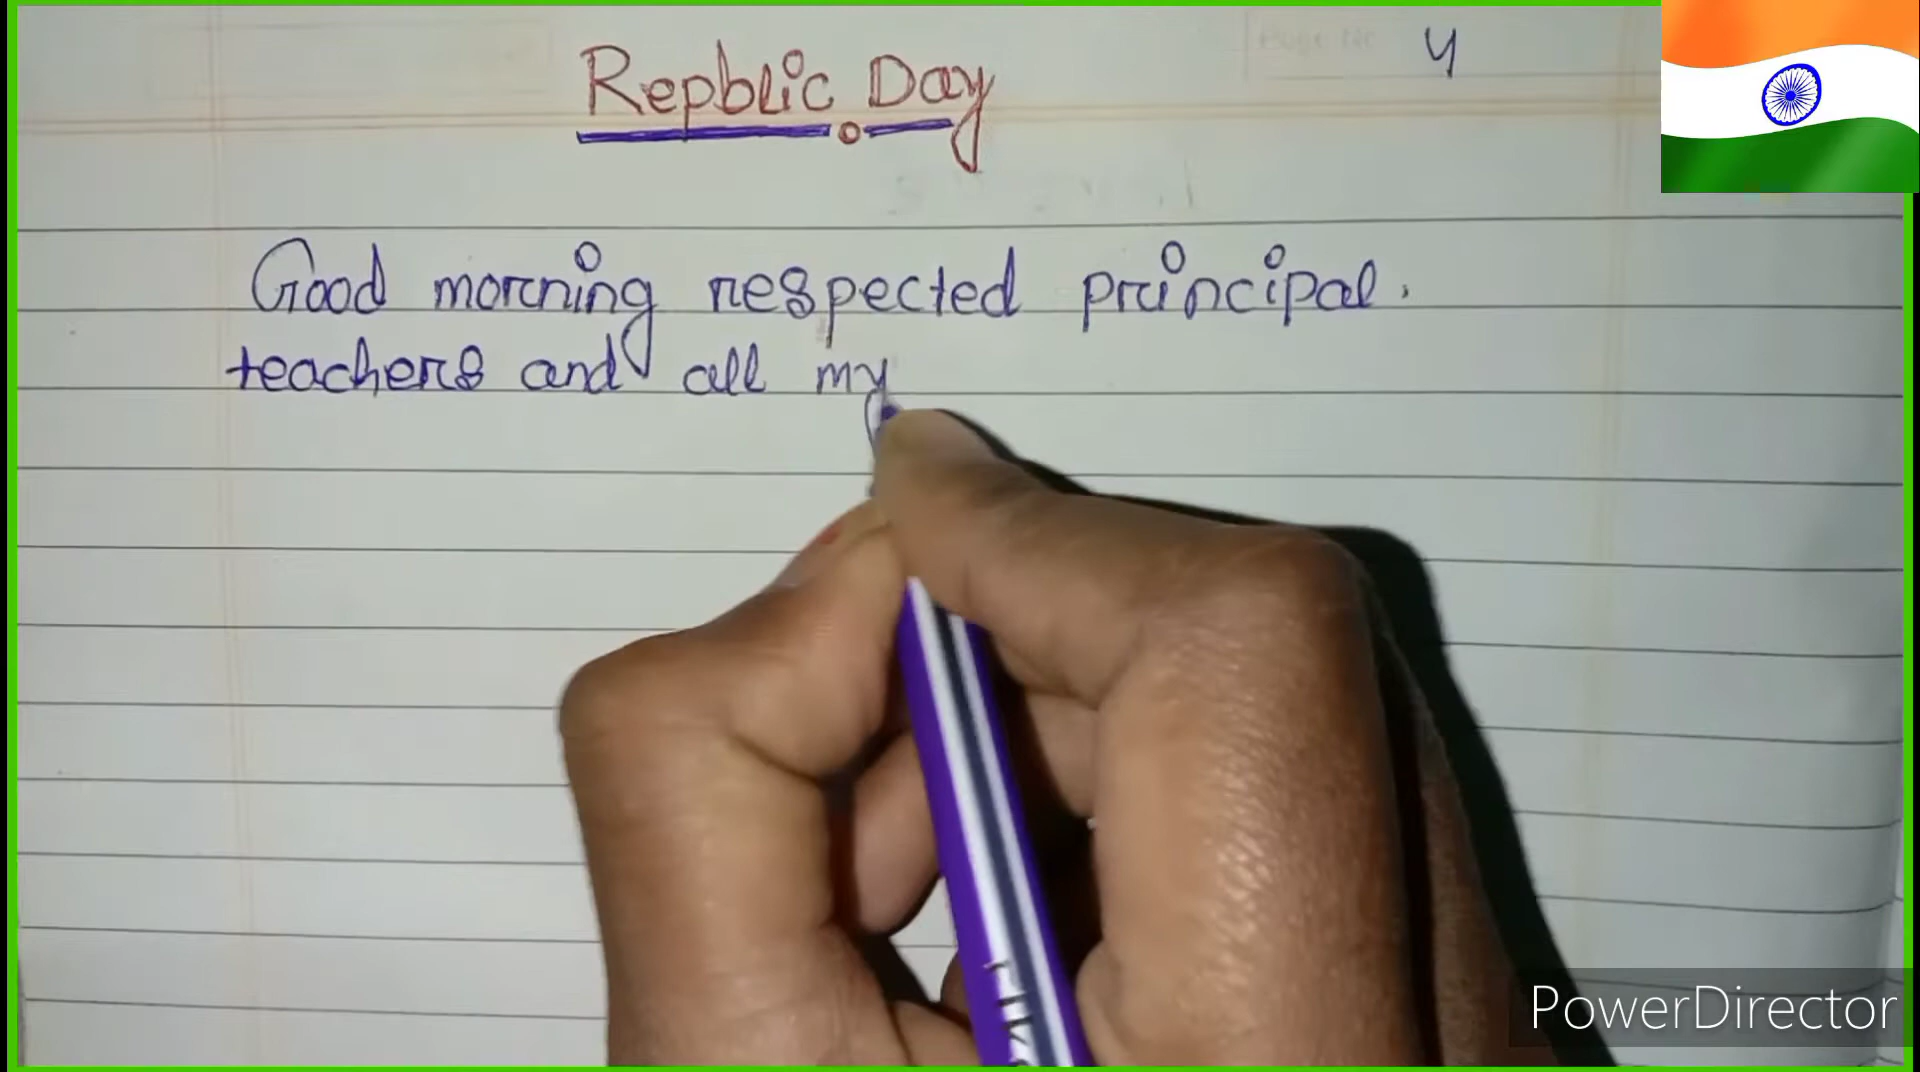 Repblic Day
4
Good morning respected principal.
teachers and all my
PowerDirector